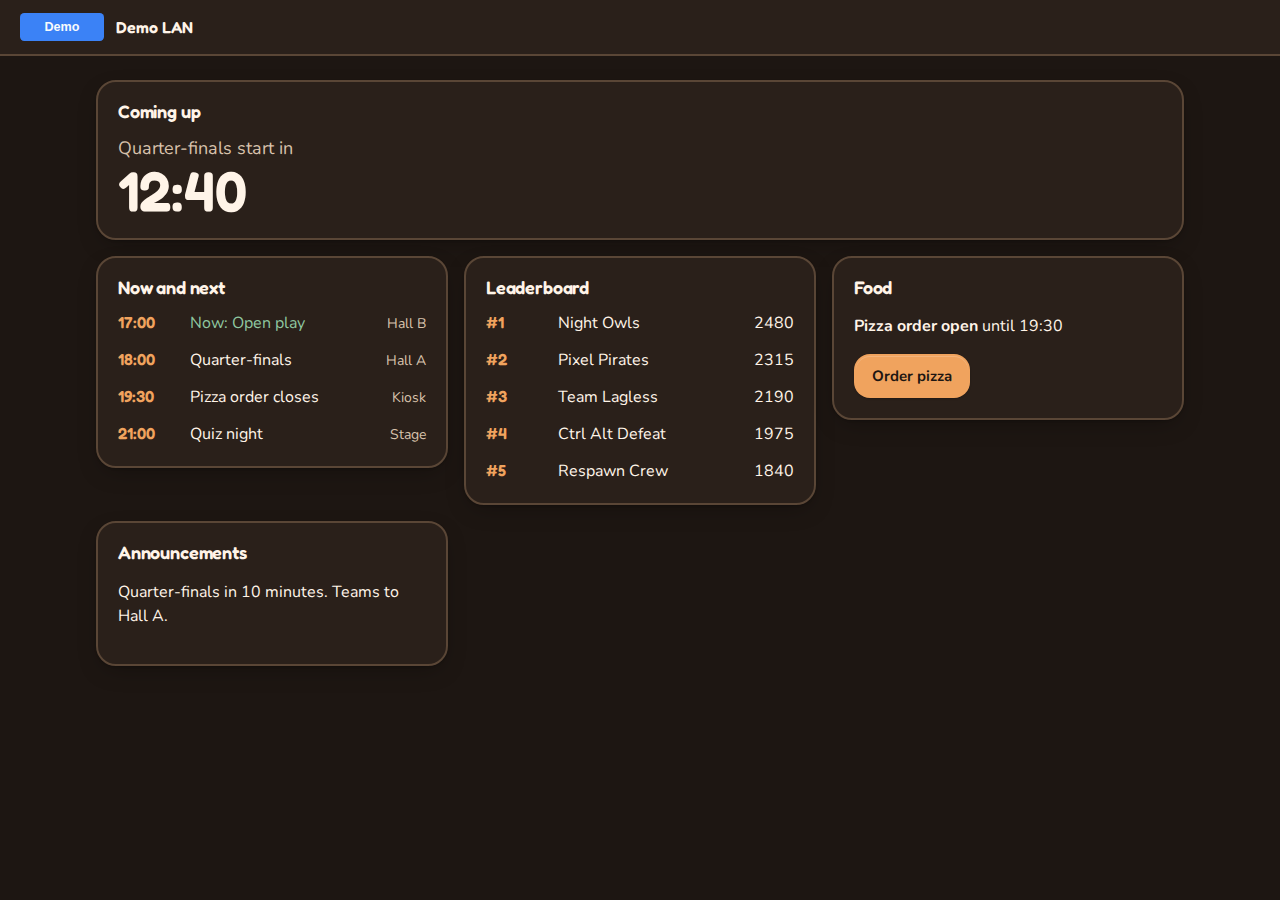 Demo
Demo LAN
Coming up
Quarter-finals start in
12:40
Now and next
17:00 Now: Open play Hall B
18:00 Quarter-finals Hall A
19:30 Pizza order closes Kiosk
21:00 Quiz night Stage
Leaderboard
#1 Night Owls 2480
#2 Pixel Pirates 2315
#3 Team Lagless 2190
#4 Ctrl Alt Defeat 1975
#5 Respawn Crew 1840
Food
Pizza order open until 19:30
Order pizza
Announcements
Quarter-finals in 10 minutes. Teams to
Hall A.